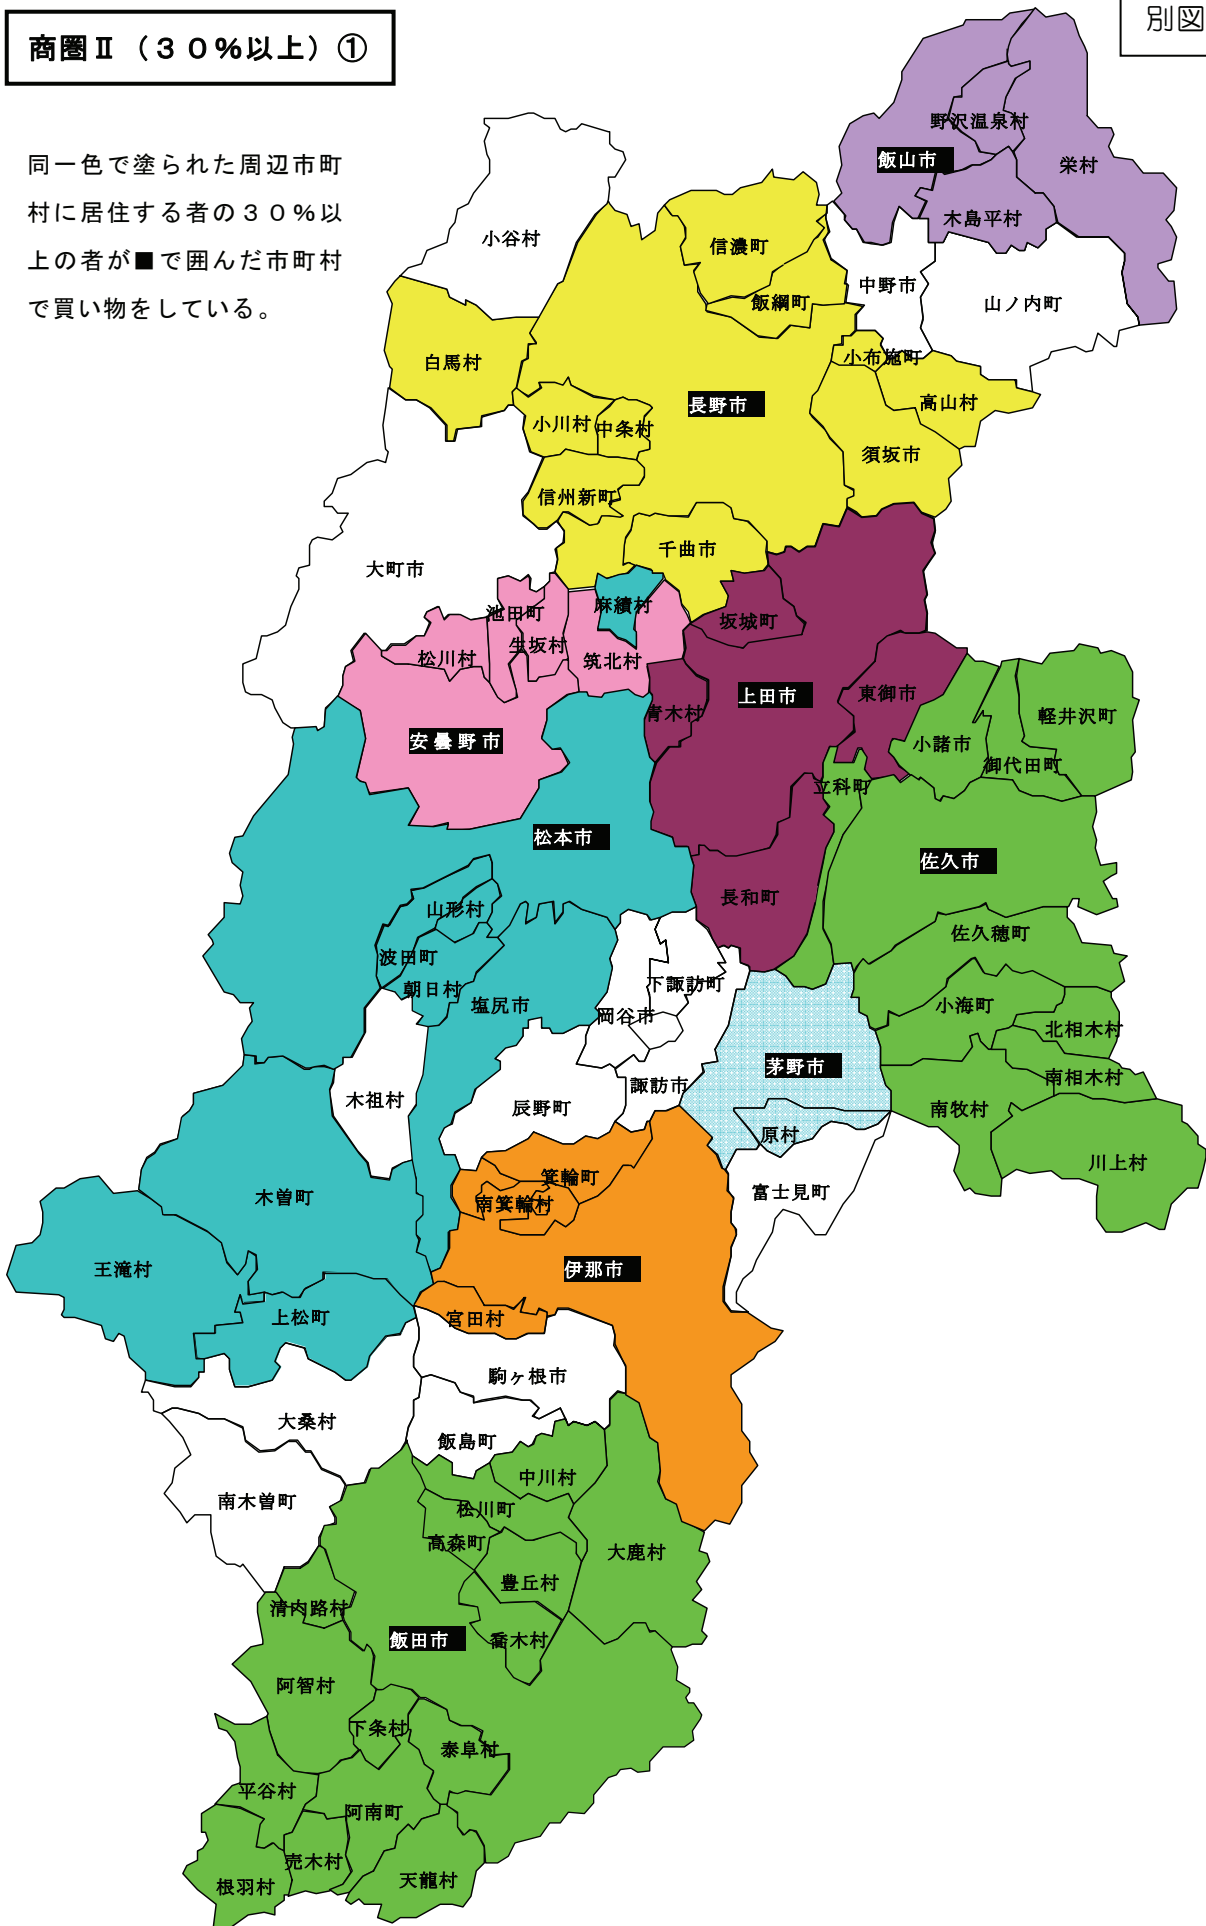 商圏Ⅱ（３０％以上）①
別図
同一色で塗られた周辺市町
村に居住する者の３０％以
上の者が■で囲んだ市町村
で買い物をしている。
野沢温泉村
飯山市
栄村
木島平村
小谷村
信濃町
中野市
飯綱町
山ノ内町
白馬村
小布施町
長野市
高山村
小川村
中条村
須坂市
信州新町
千曲市
大町市
麻績村
池田町
坂城町
生坂村
松川村
筑北村
上田市
東御市
青木村
軽井沢町
安曇野市
小諸市
御代田町
立科町
松本市
佐久市
長和町
山形村
佐久穂町
波田町
朝日村
塩尻市
下諏訪町
岡谷市
小海町
北相木村
茅野市
諏訪市
南相木村
木祖村
辰野町
南牧村
原村
川上村
箕輪町
木曽町
南箕輪村
富士見町
王滝村
伊那市
上松町
宮田村
駒ヶ根市
大桑村
飯島町
中川村
南木曽町
松川町
高森町
大鹿村
豊丘村
清内路村
飯田市
喬木村
阿智村
下条村
泰阜村
平谷村
阿南町
売木村
天龍村
根羽村